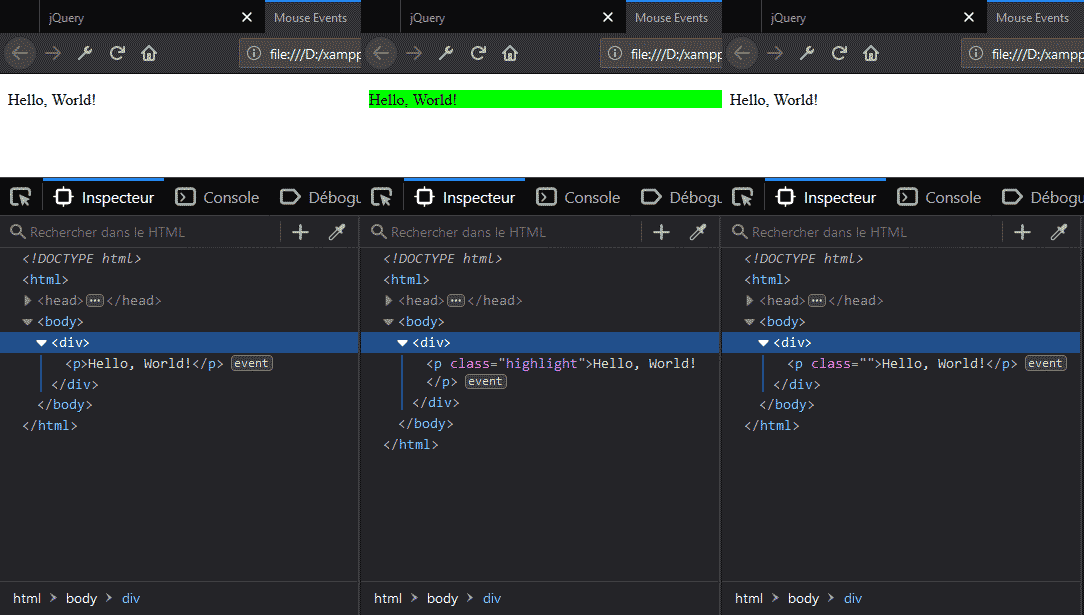 jQuery
Mouse Events
file:///D:/xampp
Hello, World!
Inspecteur
Console
Débogu
Rechercher dans le HTML
<!DOCTYPE html>
<html>
<head> ... </head>
<body>
<div>
<p>Hello, World!</p> event
</div>
</body>
</html>
html > body > div
jQuery
Mouse Events
file:///D:/xampp
Hello, World!
Inspecteur
Console
Débogu
Rechercher dans le HTML
<!DOCTYPE html>
<html>
<head> ... </head>
<body>
<div>
<p class="highlight">Hello, World!
</p> event
</div>
</body>
</html>
html > body > div
jQuery
Mouse Events
file:///D:/xampp
Hello, World!
Inspecteur
Console
Débogu
Rechercher dans le HTML
<!DOCTYPE html>
<html>
<head> ... </head>
<body>
<div>
<p class="">Hello, World!</p> event
</div>
</body>
</html>
html > body > div